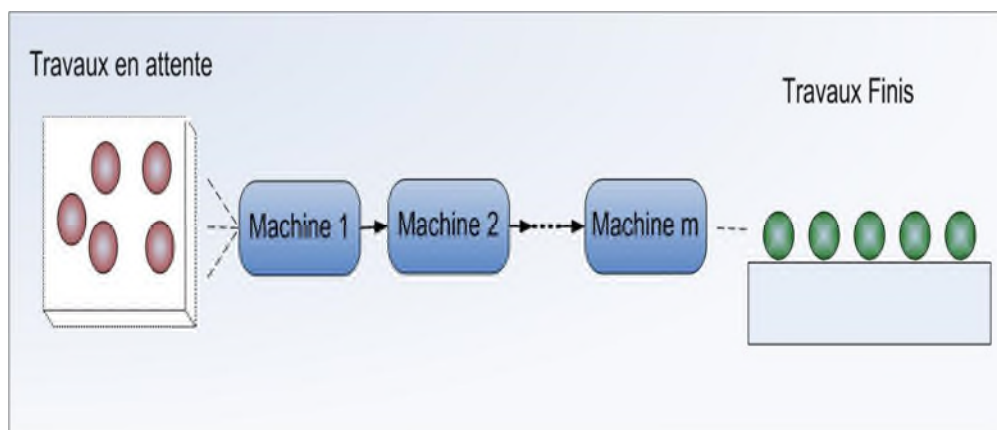 Travaux en attente
Travaux Finis
Machine 1
Machine 2
Machine m